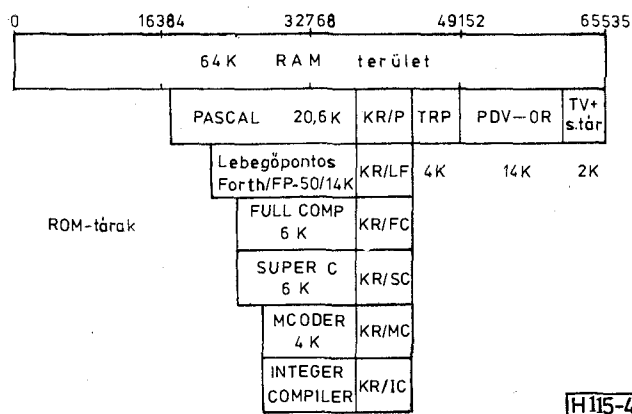 0 16384 32768 49152 65535
64K RAM terület
PASCAL 20,6K KR/P TRP PDV-OR TV+
s.tár
Lebegőpontos
Forth/FP-50/14K KR/LF 4K 14K 2K
FULL COMP
6 K KR/FC
ROM-tárak
SUPER C
6 K KR/SC
MCODER
4 K KR/MC
INTEGER
COMPILER KR/IC
H115-4